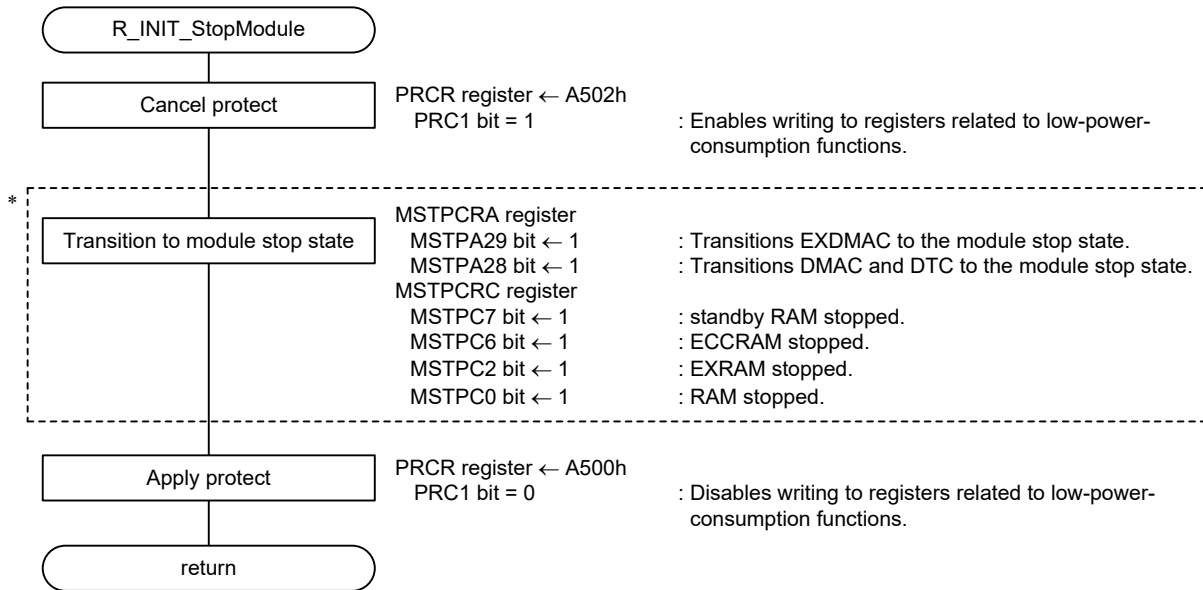 R_INIT_StopModule
Cancel protect
PRCR register ← A502h
PRC1 bit = 1 : Enables writing to registers related to low-power-
consumption functions.
*
Transition to module stop state
MSTPCRA register
MSTPA29 bit ← 1 : Transitions EXDMAC to the module stop state.
MSTPA28 bit ← 1 : Transitions DMAC and DTC to the module stop state.
MSTPCRC register
MSTPC7 bit ← 1 : standby RAM stopped.
MSTPC6 bit ← 1 : ECCRAM stopped.
MSTPC2 bit ← 1 : EXRAM stopped.
MSTPC0 bit ← 1 : RAM stopped.
Apply protect
PRCR register ← A500h
PRC1 bit = 0 : Disables writing to registers related to low-power-
consumption functions.
return